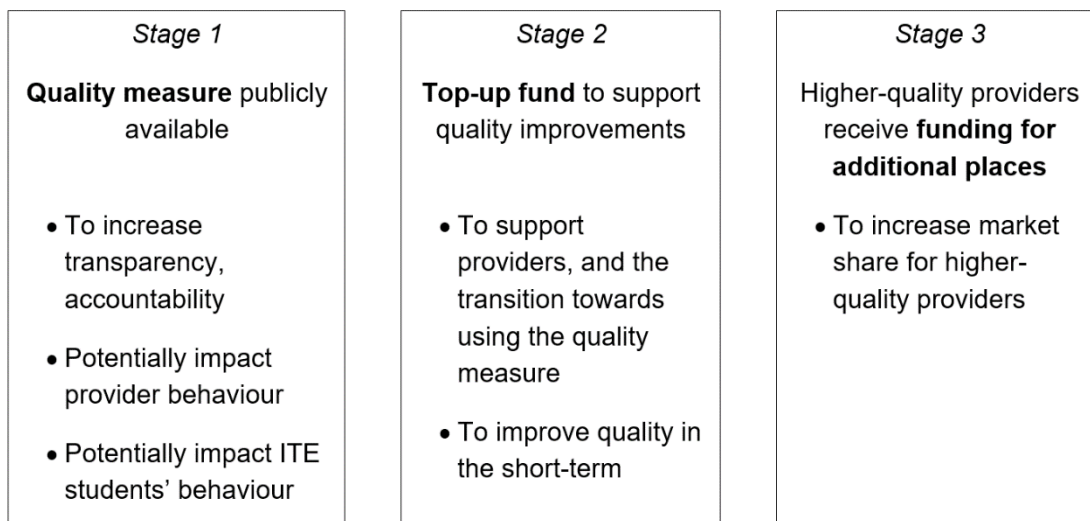 Stage 1
Quality measure publicly
available
• To increase
transparency,
accountability
• Potentially impact
provider behaviour
• Potentially impact ITE
students’ behaviour
Stage 2
Top-up fund to support
quality improvements
• To support
providers, and the
transition towards
using the quality
measure
• To improve quality in
the short-term
Stage 3
Higher-quality providers
receive funding for
additional places
• To increase market
share for higher-
quality providers